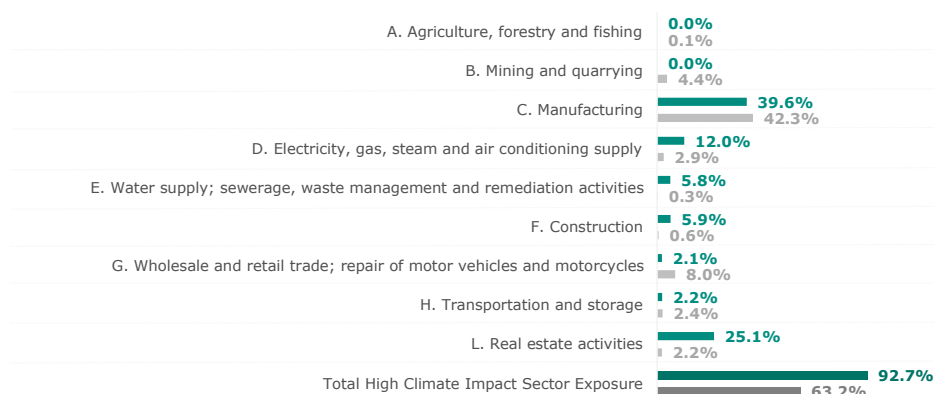 A. Agriculture, forestry and fishing
0.0%
0.1%
B. Mining and quarrying
0.0%
4.4%
C. Manufacturing
39.6%
42.3%
D. Electricity, gas, steam and air conditioning supply
12.0%
2.9%
E. Water supply; sewerage, waste management and remediation activities
5.8%
0.3%
F. Construction
5.9%
0.6%
G. Wholesale and retail trade; repair of motor vehicles and motorcycles
2.1%
8.0%
H. Transportation and storage
2.2%
2.4%
L. Real estate activities
25.1%
2.2%
Total High Climate Impact Sector Exposure
92.7%
63.2%